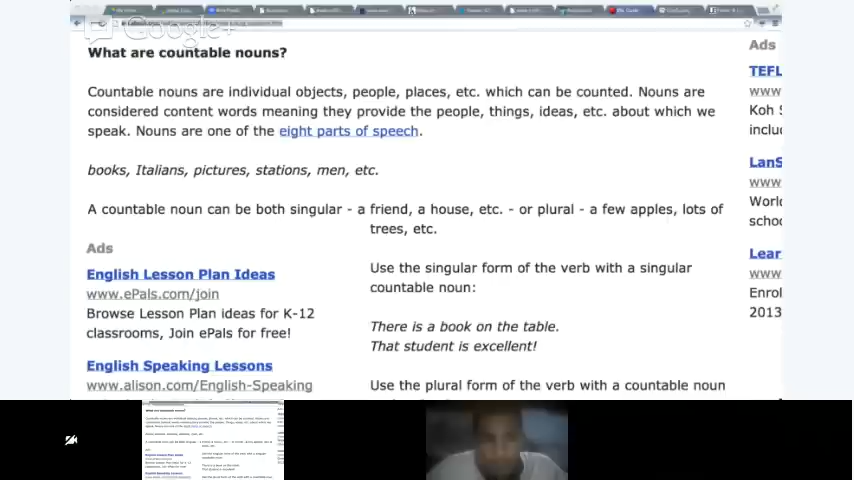 Google+
What are countable nouns?
Countable nouns are individual objects, people, places, etc. which can be counted. Nouns are
considered content words meaning they provide the people, things, ideas, etc. about which we
speak. Nouns are one of the eight parts of speech.
books, Italians, pictures, stations, men, etc.
A countable noun can be both singular - a friend, a house, etc. - or plural - a few apples, lots of
trees, etc.
Use the singular form of the verb with a singular
countable noun:
There is a book on the table.
That student is excellent!
Use the plural form of the verb with a countable noun
Ads
English Lesson Plan Ideas
www.ePals.com/join
Browse Lesson Plan ideas for K-12
classrooms, Join ePals for free!
English Speaking Lessons
www.alison.com/English-Speaking
Ads
TEFL
www
Koh S
includ
LanS
www
World
schoo
Lear
www
Enrol
2013